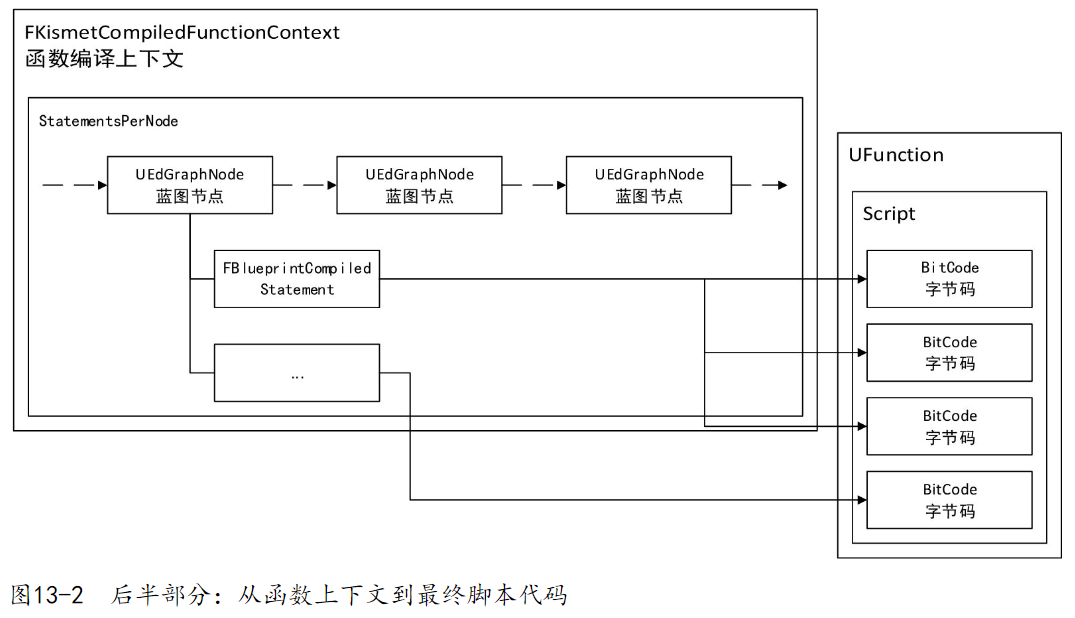 FKismetCompiledFunctionContext
函数编译上下文
StatementsPerNode
UEdGraphNode
蓝图节点
UEdGraphNode
蓝图节点
UEdGraphNode
蓝图节点
FBlueprintCompiled
Statement
...
UFunction
Script
BitCode
字节码
BitCode
字节码
BitCode
字节码
BitCode
字节码
图13-2 后半部分：从函数上下文到最终脚本代码